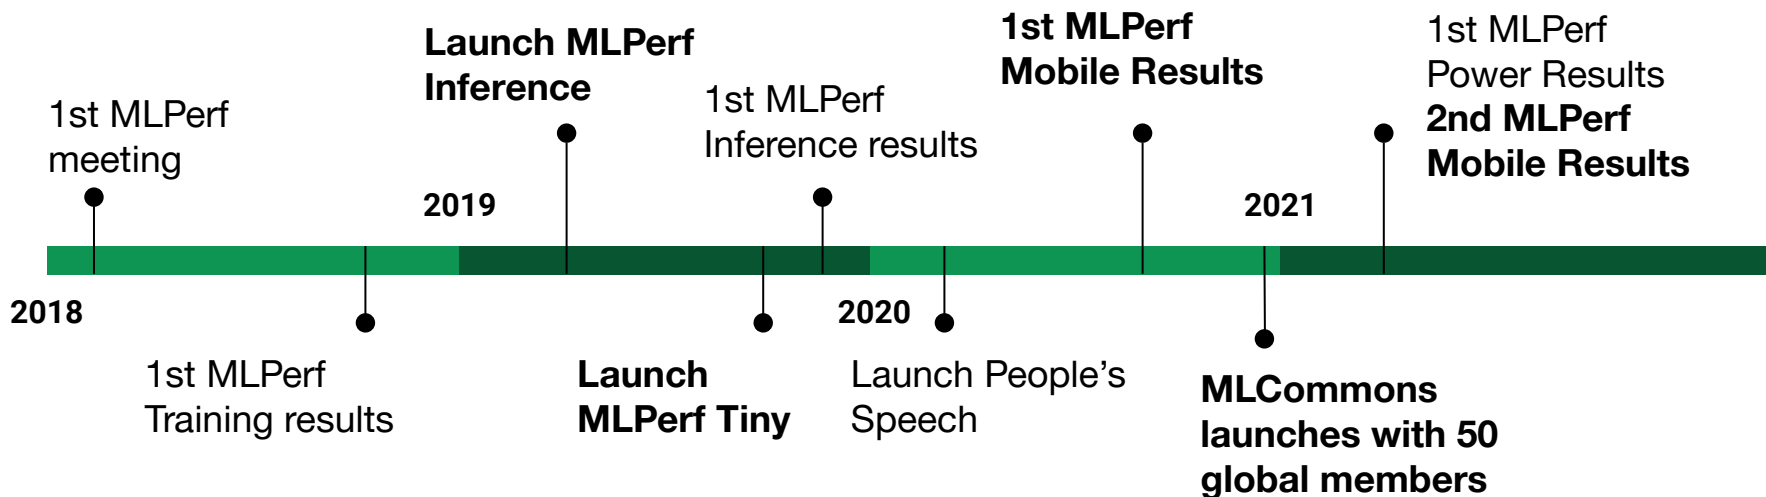 1st MLPerf
meeting
2018
1st MLPerf
Training results
2019
Launch MLPerf
Inference
Launch
MLPerf Tiny
1st MLPerf
Inference results
2020
Launch People’s
Speech
1st MLPerf
Mobile Results
MLCommons
launches with 50
global members
2021
1st MLPerf
Power Results
2nd MLPerf
Mobile Results